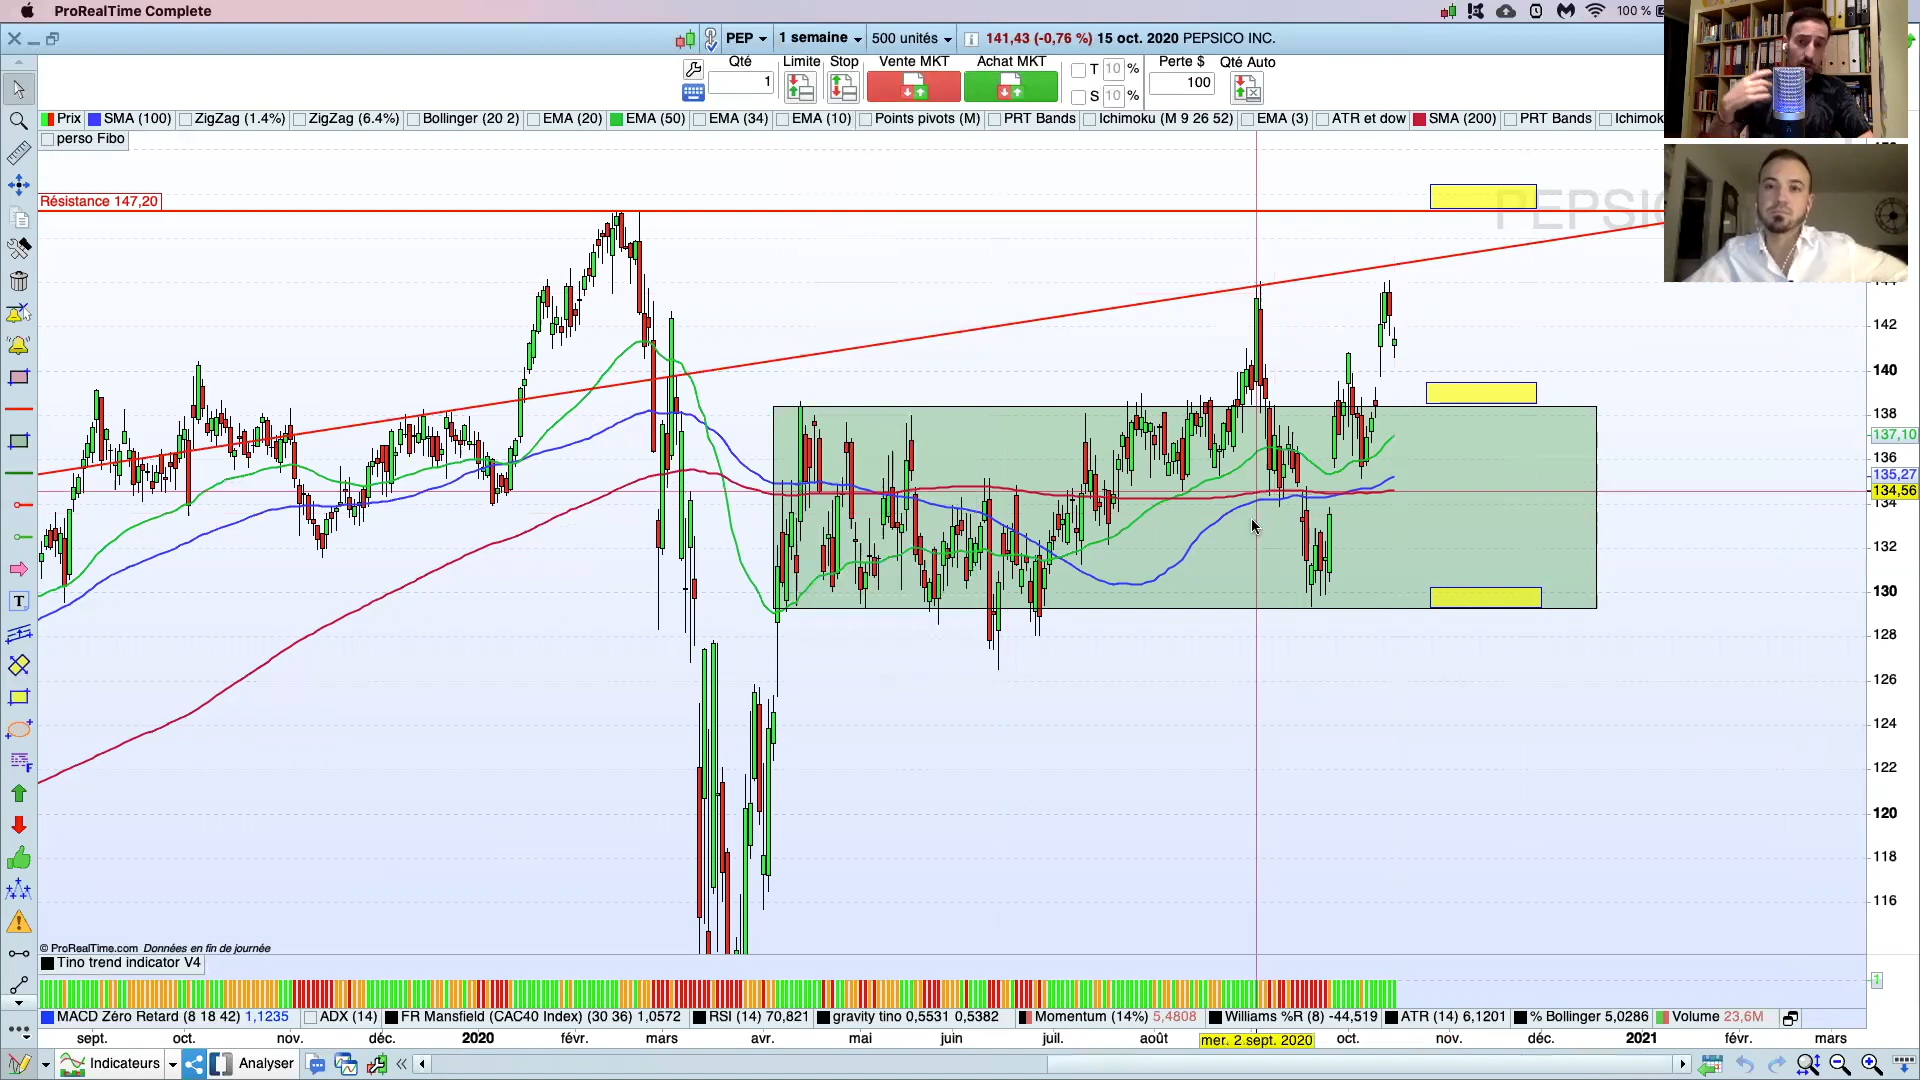 ProRealTime Complete
100 %
PEP 1 semaine 500 unités 141,43 (-0,76 %) 15 oct. 2020 PEPSICO INC.
Qté Limite Stop Vente MKT Achat MKT T 10 % Perte $ Qté Auto
1 S 10 % 100
Prix SMA (100) ZigZag (1.4%) ZigZag (6.4%) Bollinger (20 2) EMA (20) EMA (50) EMA (34) EMA (10) Points pivots (M) PRT Bands Ichimoku (M 9 26 52) EMA (3) ATR et dow SMA (200) PRT Bands Ichimok
perso Fibo
Résistance 147,20
PEPSIC
144
142
140
138
137,10
136
135,27
134,56
134
132
130
128
126
124
122
120
118
116
© ProRealTime.com Données en fin de journée
Tino trend indicator V4
1
MACD Zéro Retard (8 18 42) 1,1235 ADX (14) FR Mansfield (CAC40 Index) (30 36) 1,0572 RSI (14) 70,821 gravity tino 0,5531 0,5382 Momentum (14%) 5,4808 Williams %R (8) -44,519 ATR (14) 6,1201 % Bollinger 5,0286 Volume 23,6M
sept. oct. nov. déc. 2020 févr. mars avr. mai juin juil. août mer. 2 sept. 2020 oct. nov. déc. 2021 févr. mars
Indicateurs Analyser